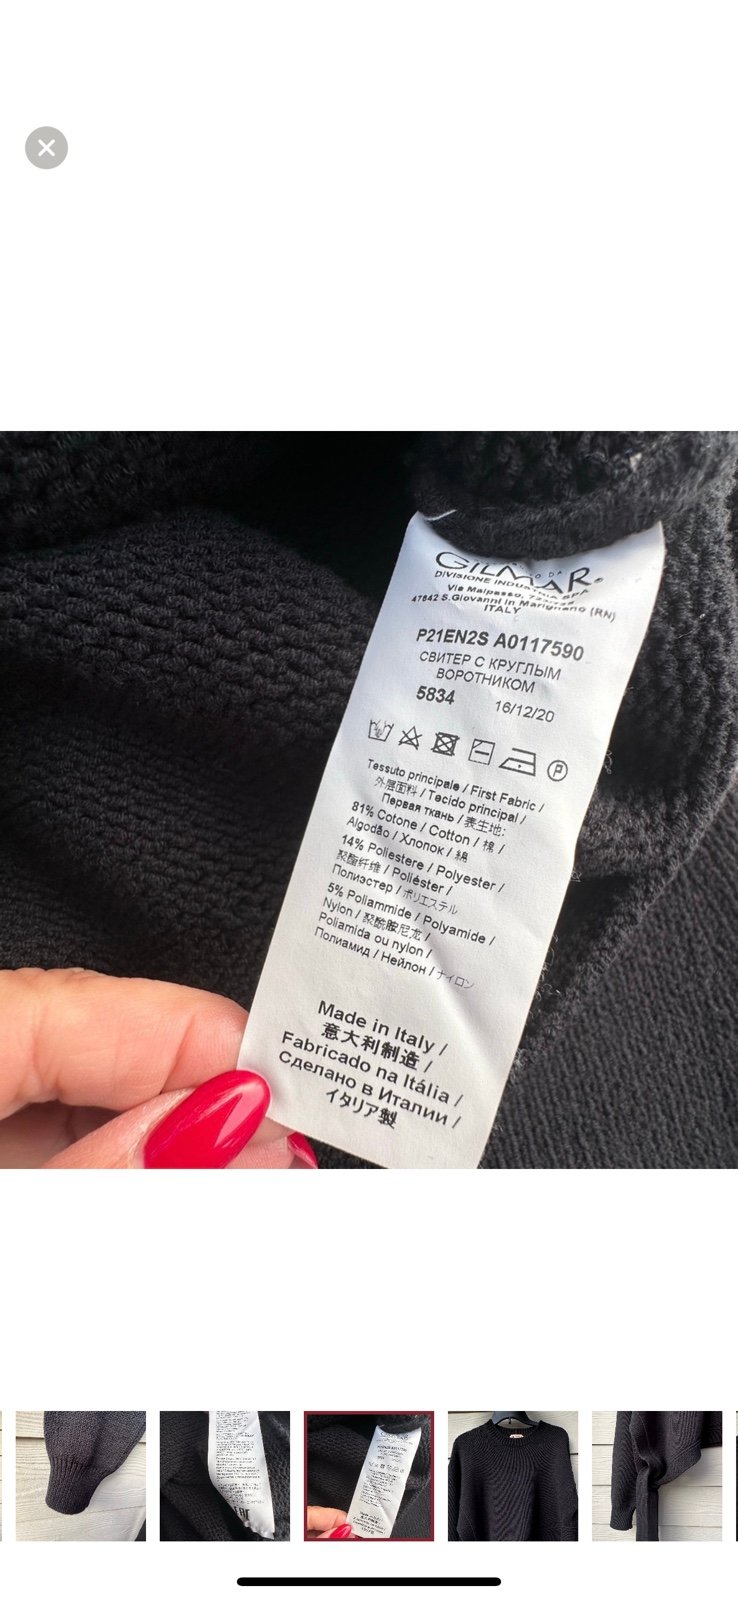 GILMAR
DIVISIONE INDUSTRIA SPA
Via Malpasso,
47842 S.Giovanni in Marignano (RN)
ITALY
P21EN2S A0117590
СВИТЕР С КРУГЛЫМ
ВОРОТНИКОМ
5834 16/12/20
P
Tessuto principale / First Fabric /
外层面料 / Tecido principal /
Первая ткань / 表生地:
81% Cotone / Cotton / 棉 /
Algodão / Хлопок / 綿
14% Poliestere / Polyester /
聚酯纤维 / Poliéster /
Полиэстер / ポリエステル
5% Poliammide / Polyamide /
Nylon / 聚酰胺尼龙 /
Poliamida ou nylon /
Полиамид / Нейлон / ナイロン
Made in Italy /
意大利制造 /
Fabricado na Itália /
Сделано в Италии /
イタリア製